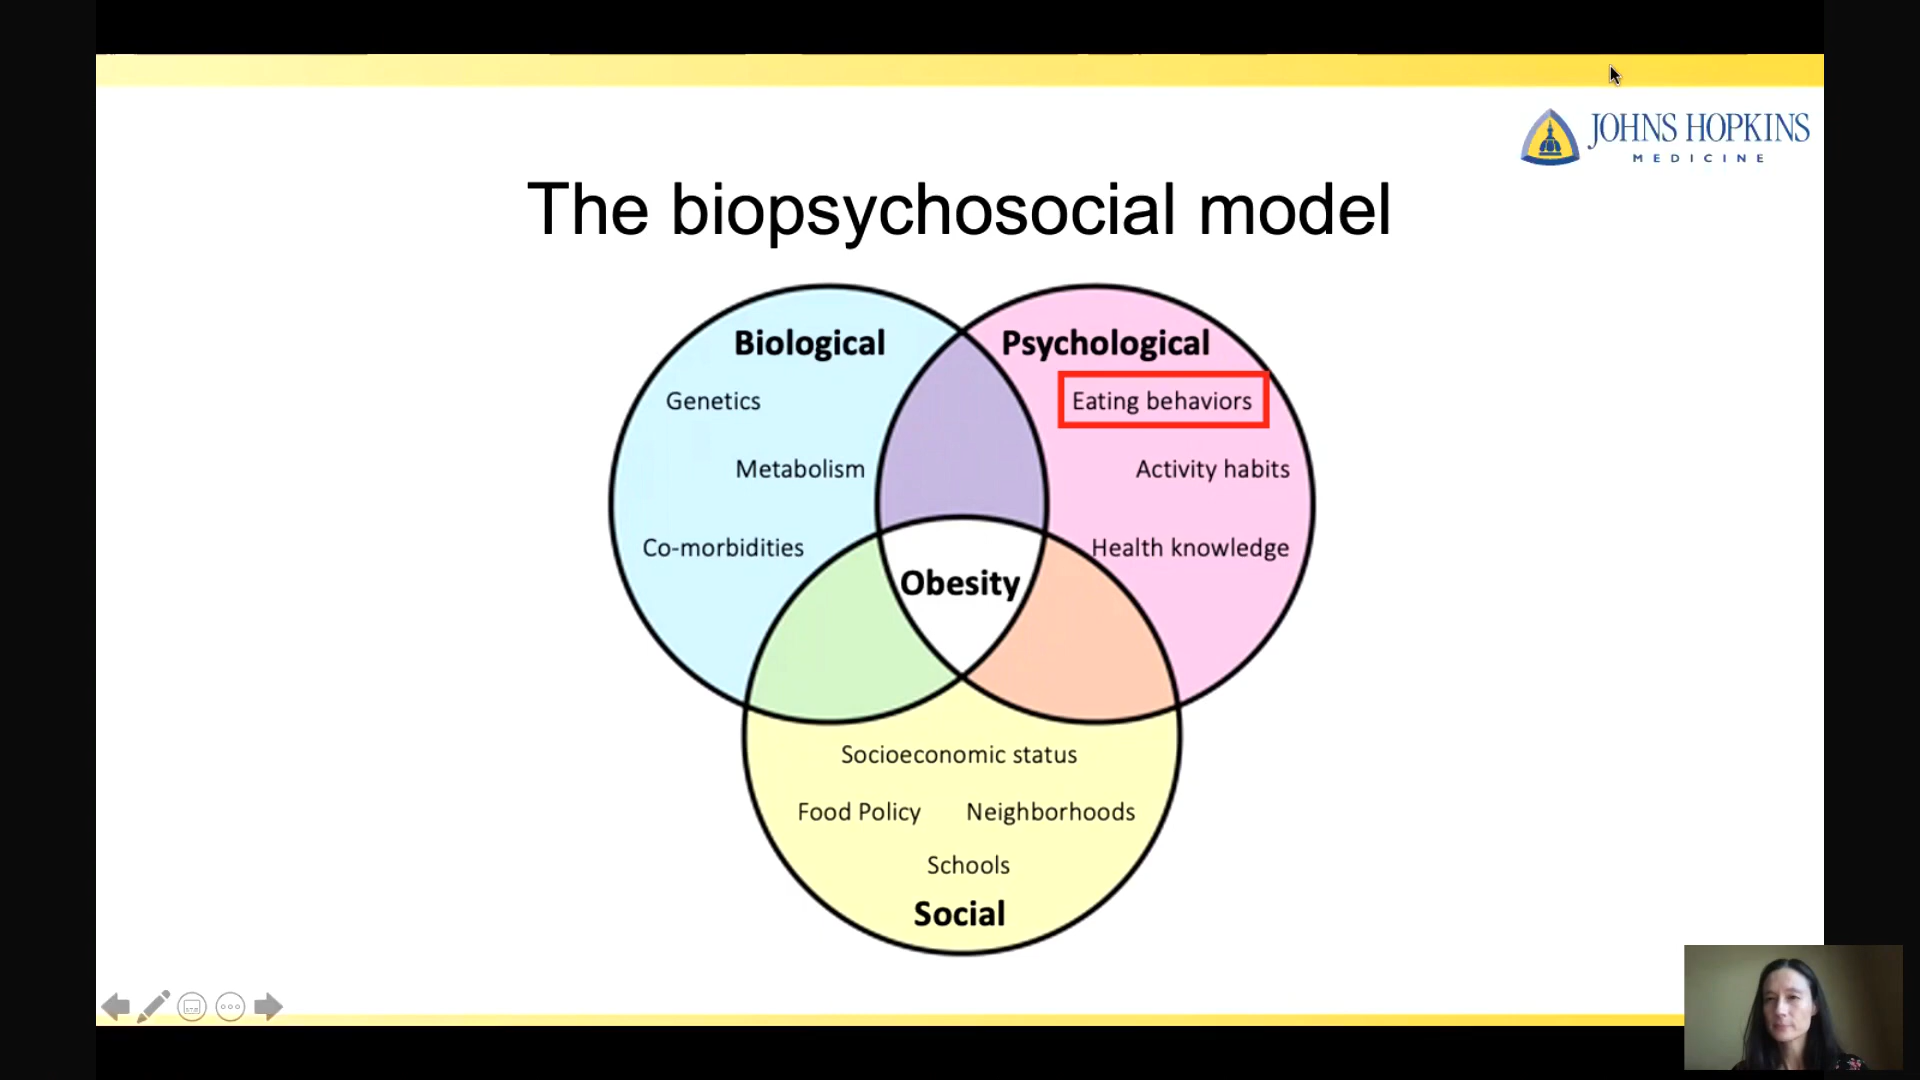 JOHNS HOPKINS
MEDICINE
The biopsychosocial model
Biological
Psychological
Genetics
Eating behaviors
Metabolism
Activity habits
Co-morbidities
Health knowledge
Obesity
Socioeconomic status
Food Policy
Neighborhoods
Schools
Social